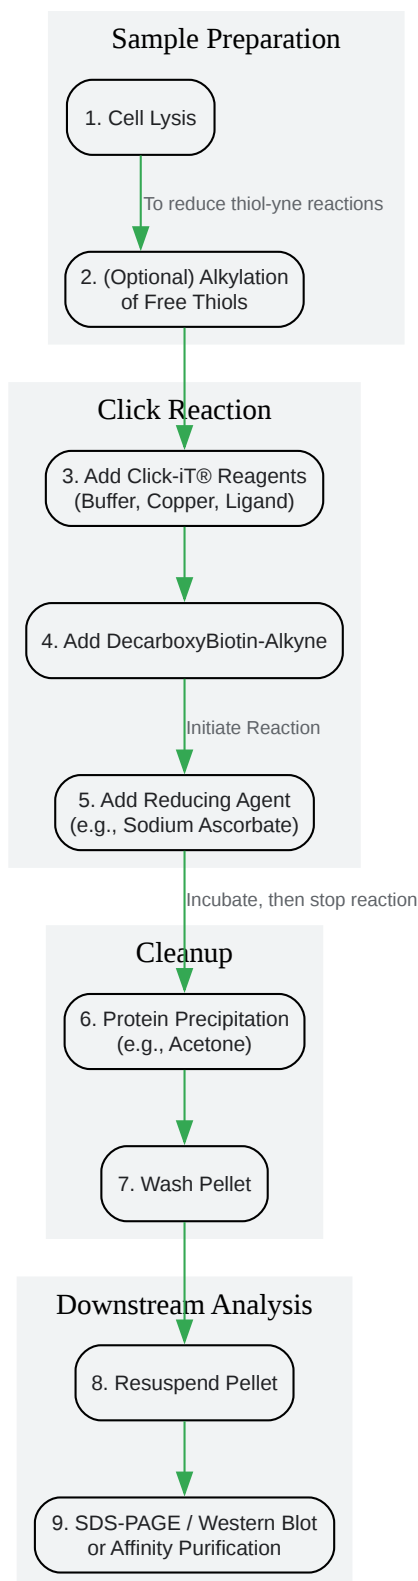 Sample Preparation
1. Cell Lysis
To reduce thiol-yne reactions
2. (Optional) Alkylation
of Free Thiols
Click Reaction
3. Add Click-iT® Reagents
(Buffer, Copper, Ligand)
4. Add DecarboxyBiotin-Alkyne
Initiate Reaction
5. Add Reducing Agent
(e.g., Sodium Ascorbate)
Incubate, then stop reaction
Cleanup
6. Protein Precipitation
(e.g., Acetone)
7. Wash Pellet
Downstream Analysis
8. Resuspend Pellet
9. SDS-PAGE / Western Blot
or Affinity Purification